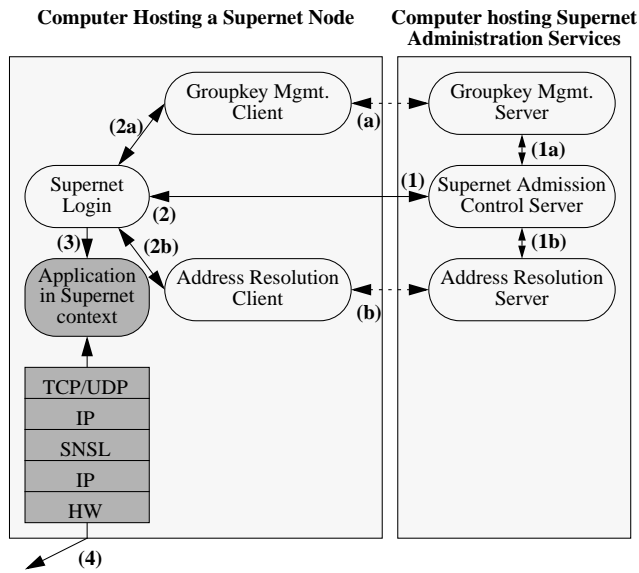 Computer Hosting a Supernet Node
Computer hosting Supernet
Administration Services
Groupkey Mgmt.
Client
(a)
Groupkey Mgmt.
Server
(2a)
(1a)
Supernet
Login
(2)
(1)
Supernet Admission
Control Server
(3)
(2b)
(1b)
Application
in Supernet
context
Address Resolution
Client
(b)
Address Resolution
Server
TCP/UDP
IP
SNSL
IP
HW
(4)